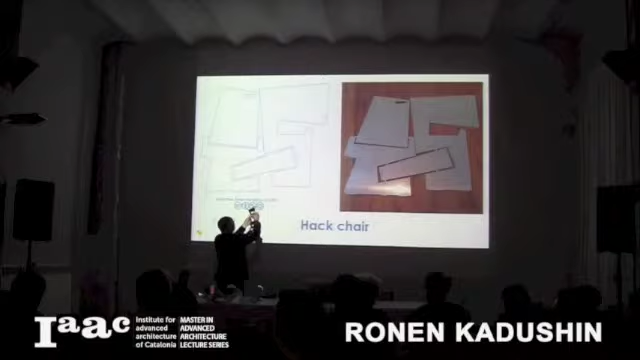 Hack chair
Iaac
Institute for
advanced
architecture
of Catalonia
MASTER IN
ADVANCED
ARCHITECTURE
LECTURE SERIES
RONEN KADUSHIN